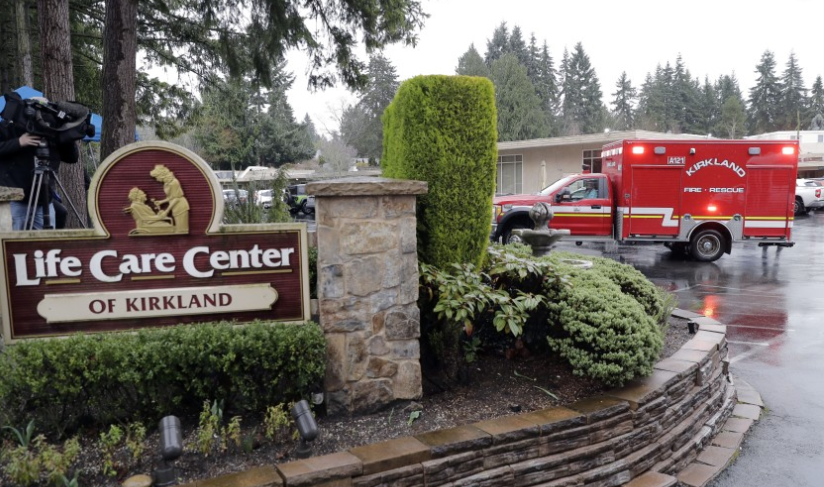 Life Care Center
OF KIRKLAND
A121
KIRKLAND
FIRE • RESCUE